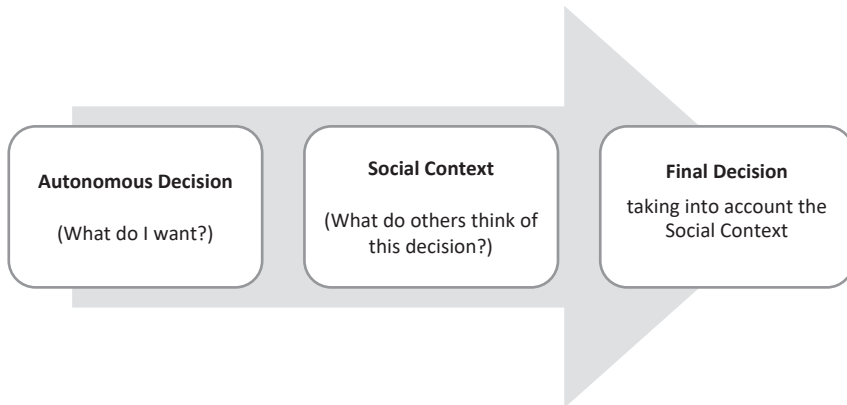 Autonomous Decision
(What do I want?)
Social Context
(What do others think of
this decision?)
Final Decision
taking into account the
Social Context